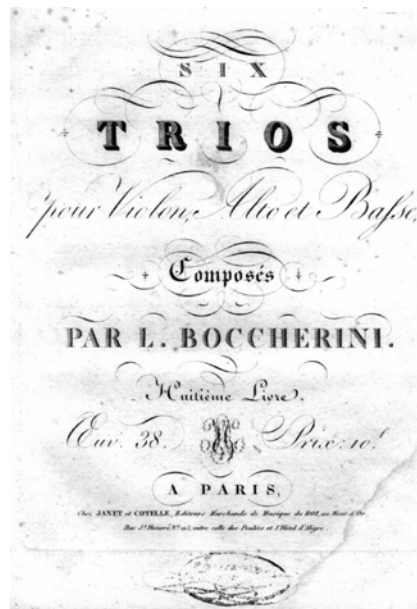 SIX
TRIOS
pour Violon, Alto et Basse,
Composés
PAR L. BOCCHERINI.
Huitième Livre.
Œuv. 38. Prix: 10.f
A PARIS,
Chez JANET et COTELLE, Editeurs Marchands de Musique du ROI, au Mont d'Or,
Rue St. Honoré No. 123, entre celle des Poulies et l'Hôtel d'Aligre